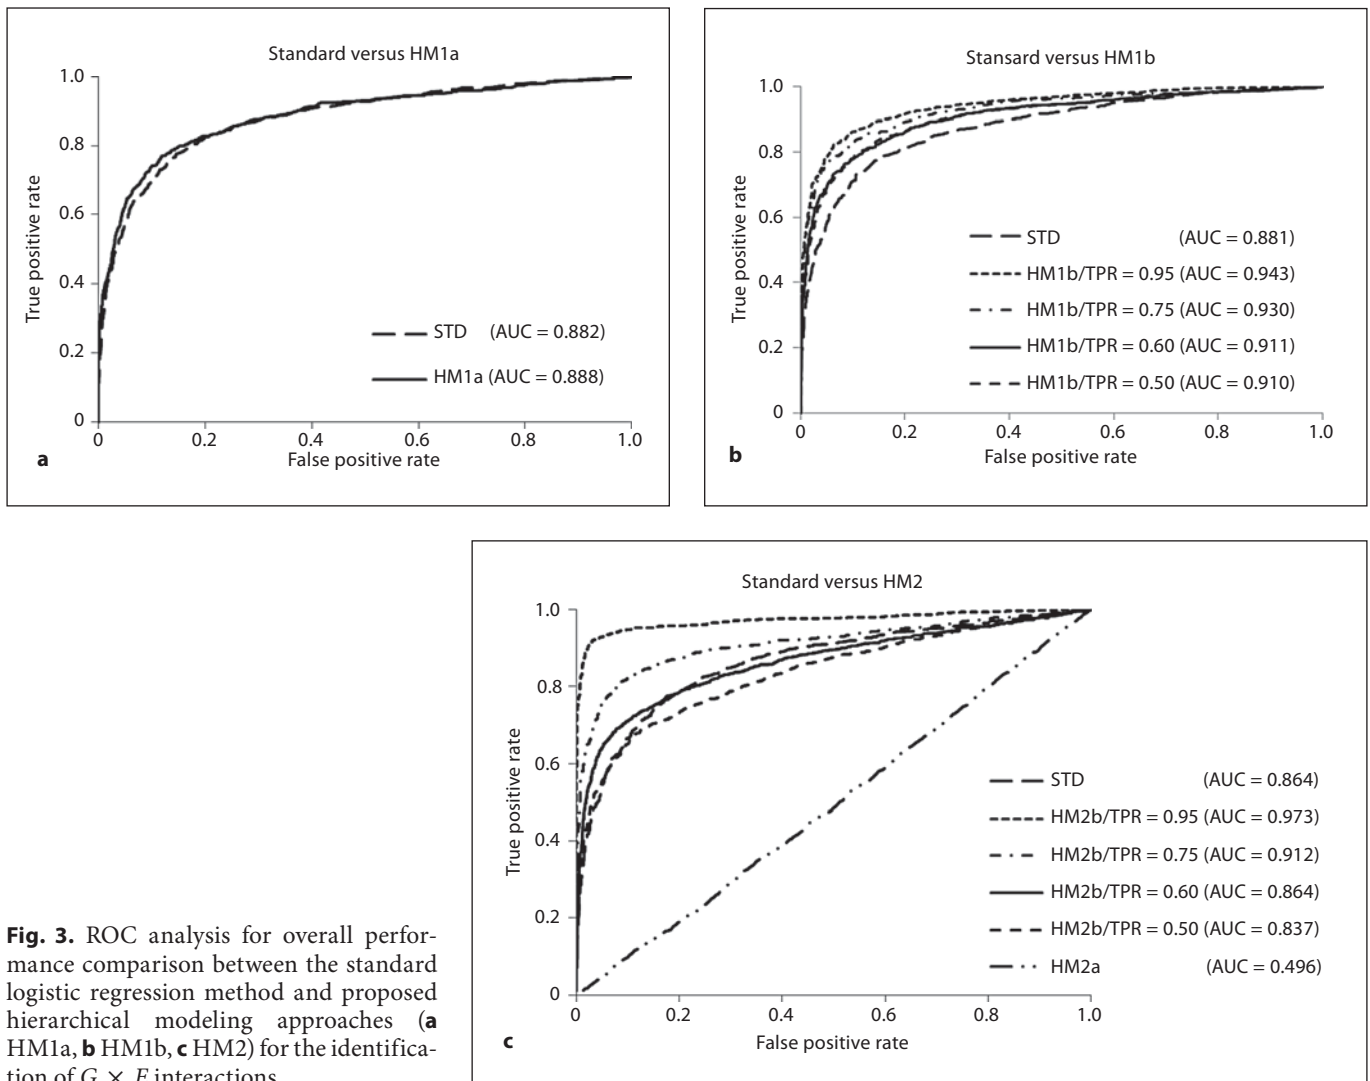 Standard versus HM1a
True positive rate
1.0
0.8
0.6
0.4
0.2
0
STD (AUC = 0.882)
HM1a (AUC = 0.888)
0 0.2 0.4 0.6 0.8 1.0
False positive rate
a
Stansard versus HM1b
True positive rate
1.0
0.8
0.6
0.4
0.2
0
STD (AUC = 0.881)
HM1b/TPR = 0.95 (AUC = 0.943)
HM1b/TPR = 0.75 (AUC = 0.930)
HM1b/TPR = 0.60 (AUC = 0.911)
HM1b/TPR = 0.50 (AUC = 0.910)
0 0.2 0.4 0.6 0.8 1.0
False positive rate
b
Standard versus HM2
True positive rate
1.0
0.8
0.6
0.4
0.2
0
STD (AUC = 0.864)
HM2b/TPR = 0.95 (AUC = 0.973)
HM2b/TPR = 0.75 (AUC = 0.912)
HM2b/TPR = 0.60 (AUC = 0.864)
HM2b/TPR = 0.50 (AUC = 0.837)
HM2a (AUC = 0.496)
0 0.2 0.4 0.6 0.8 1.0
False positive rate
c
Fig. 3. ROC analysis for overall perfor-
mance comparison between the standard
logistic regression method and proposed
hierarchical modeling approaches (a
HM1a, b HM1b, c HM2) for the identifica-
tion of G × E interactions